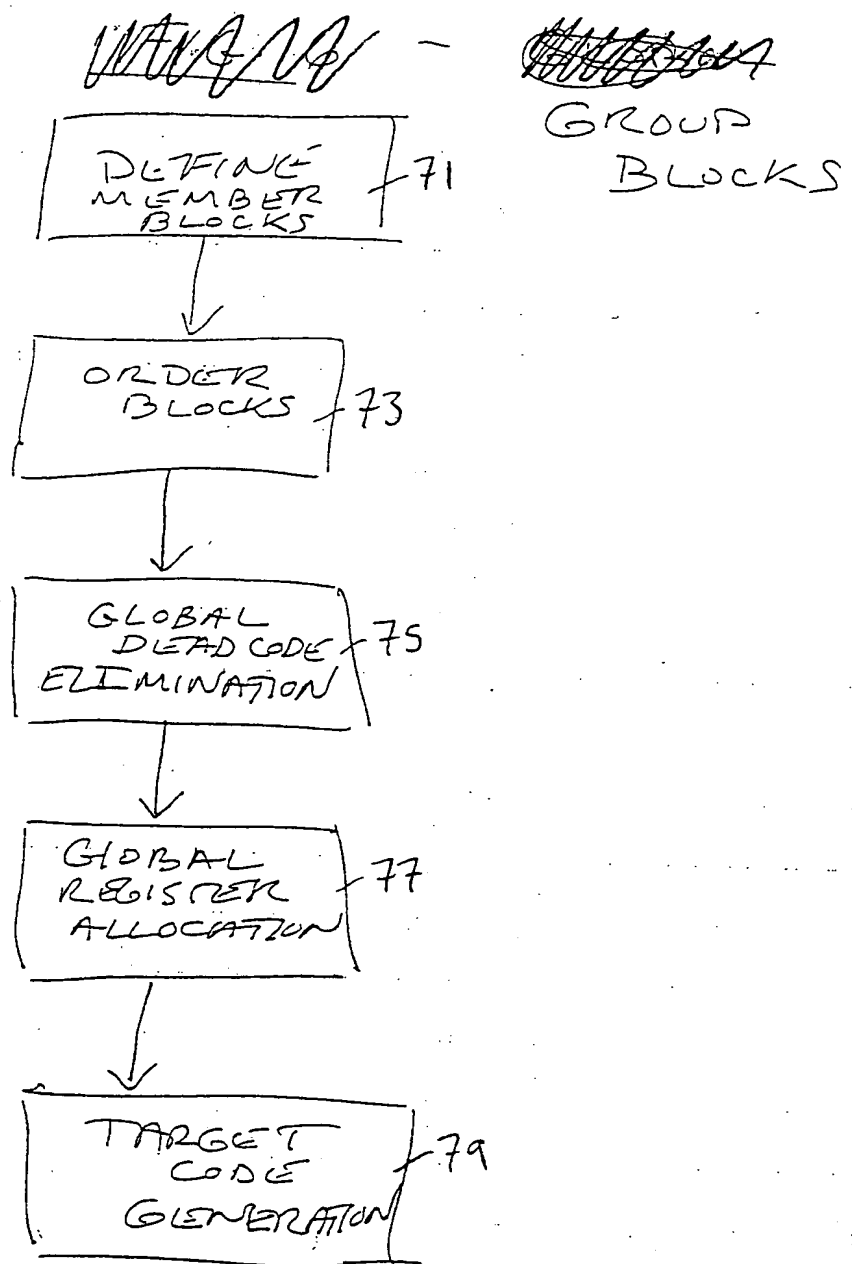 GROUP
BLOCKS
DEFINE
MEMBER
BLOCKS
71
ORDER
BLOCKS
73
GLOBAL
DEAD CODE
ELIMINATION
75
GLOBAL
REGISTER
ALLOCATION
77
TARGET
CODE
GENERATION
79